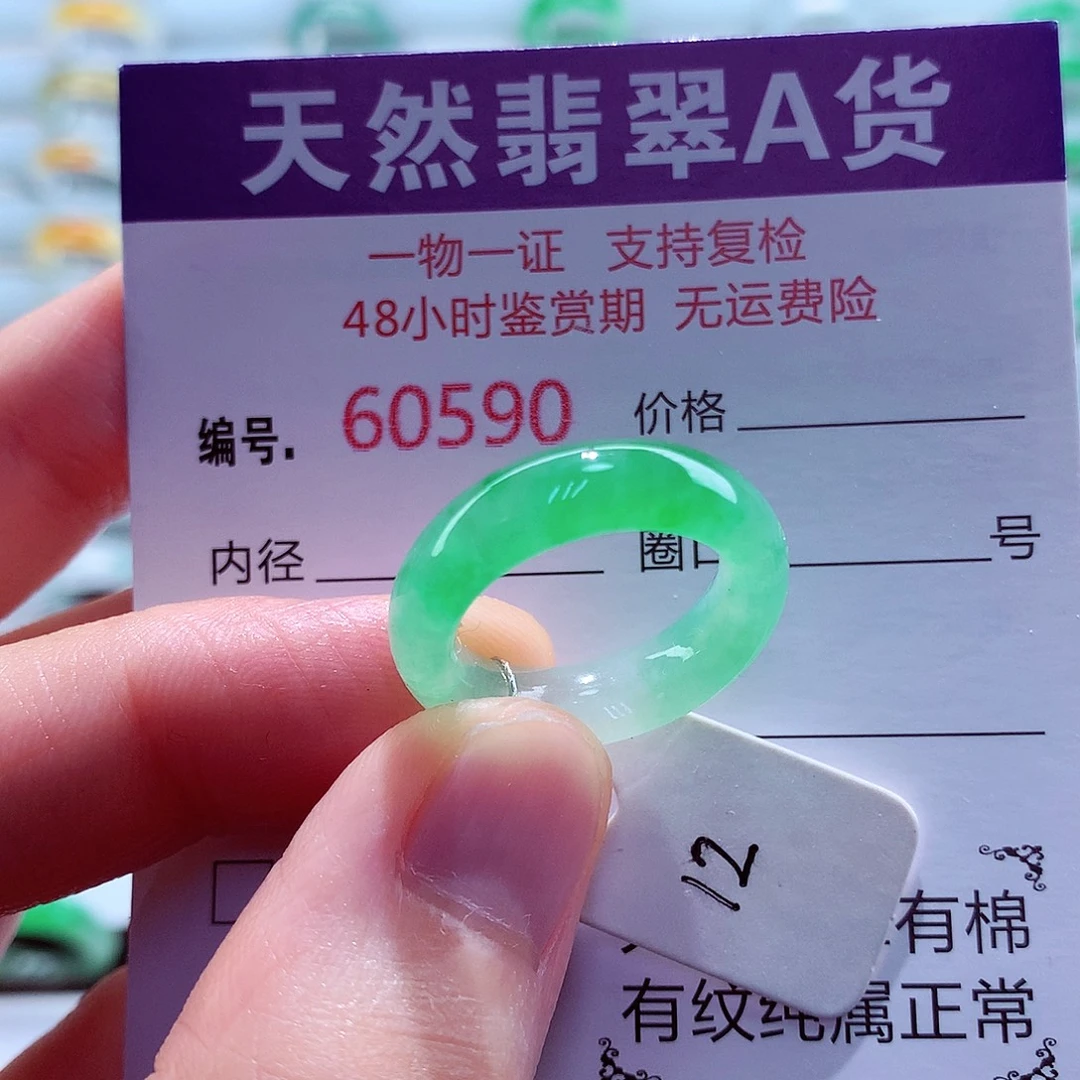 天然翡翠A货
一物一证 支持复检
48小时鉴赏期 无运费险
编号. 60590 价格
内径 圈口 号
12
有棉
有纹纯属正常